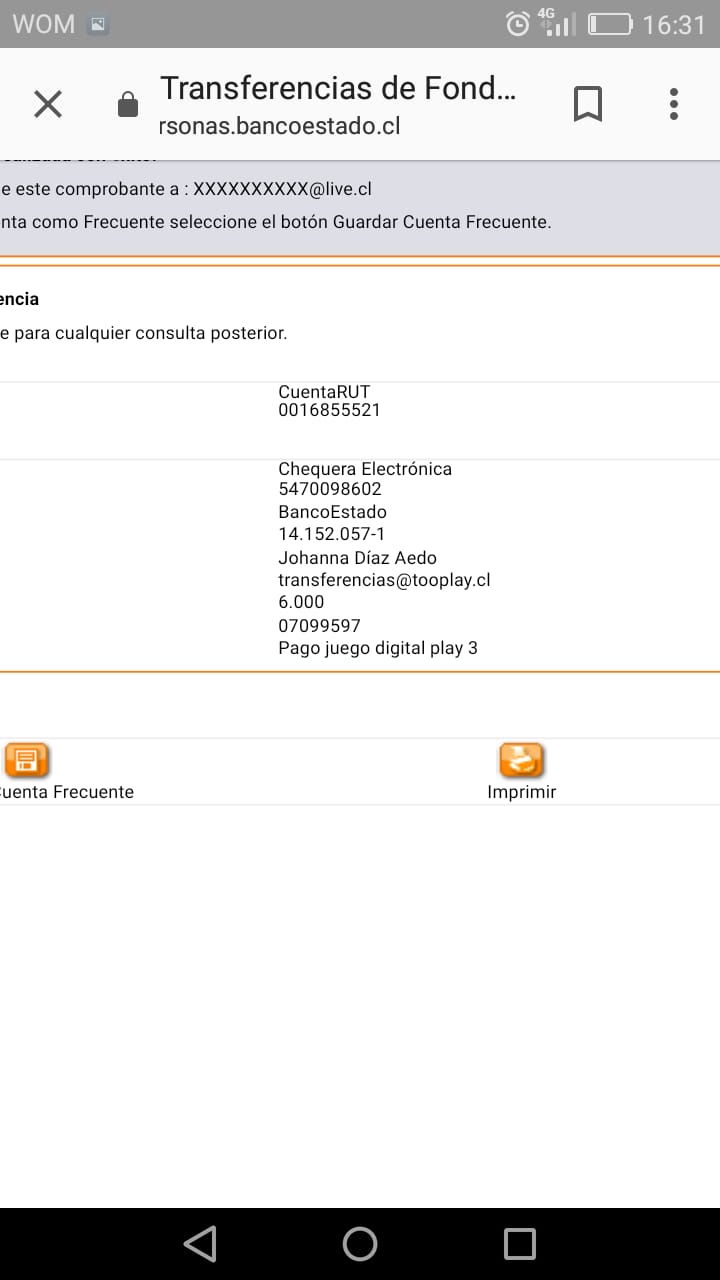 WOM
4G
16:31
Transferencias de Fond...
rsonas.bancoestado.cl
e este comprobante a : XXXXXXXXXX@live.cl
nta como Frecuente seleccione el botón Guardar Cuenta Frecuente.
encia
e para cualquier consulta posterior.
CuentaRUT
0016855521
Chequera Electrónica
5470098602
BancoEstado
14.152.057-1
Johanna Díaz Aedo
transferencias@tooplay.cl
6.000
07099597
Pago juego digital play 3
Cuenta Frecuente
Imprimir